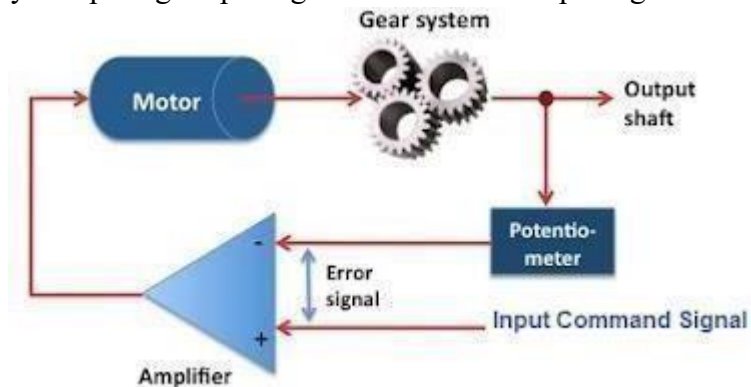 Gear system
Motor
Output
shaft
Potentio-
meter
-
Error
signal
Input Command Signal
+
Amplifier